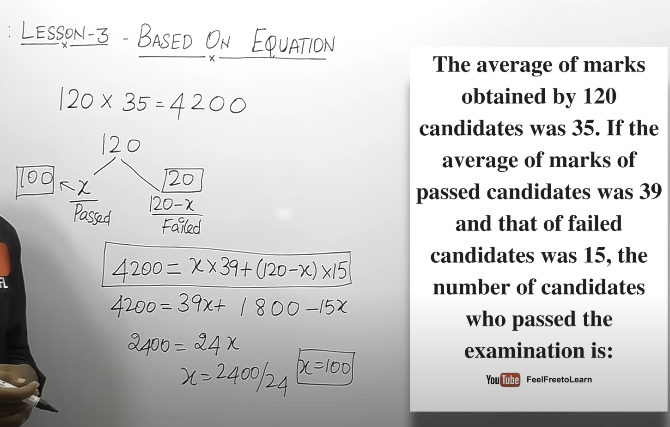 : LESSON-3 - BASED ON EQUATION
120 x 35 = 4200
120
100 x 20
Passed 120-x
Failed
4200 = x x 39 + (120-x) x 15
4200 = 39x + 1800 - 15x
2400 = 24x
x = 2400/24 x = 100
The average of marks
obtained by 120
candidates was 35. If the
average of marks of
passed candidates was 39
and that of failed
candidates was 15, the
number of candidates
who passed the
examination is:
YouTube FeelFreetoLearn